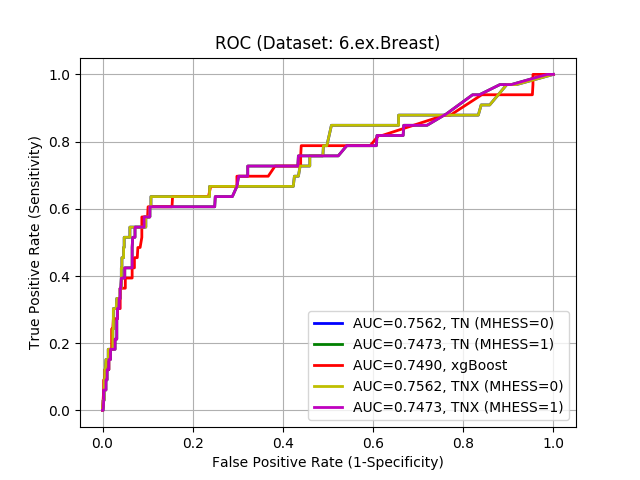 ROC (Dataset: 6.ex.Breast)
True Positive Rate (Sensitivity)
1.0
0.8
0.6
0.4
0.2
0.0
AUC=0.7562, TN (MHESS=0)
AUC=0.7473, TN (MHESS=1)
AUC=0.7490, xgBoost
AUC=0.7562, TNX (MHESS=0)
AUC=0.7473, TNX (MHESS=1)
0.0 0.2 0.4 0.6 0.8 1.0
False Positive Rate (1-Specificity)